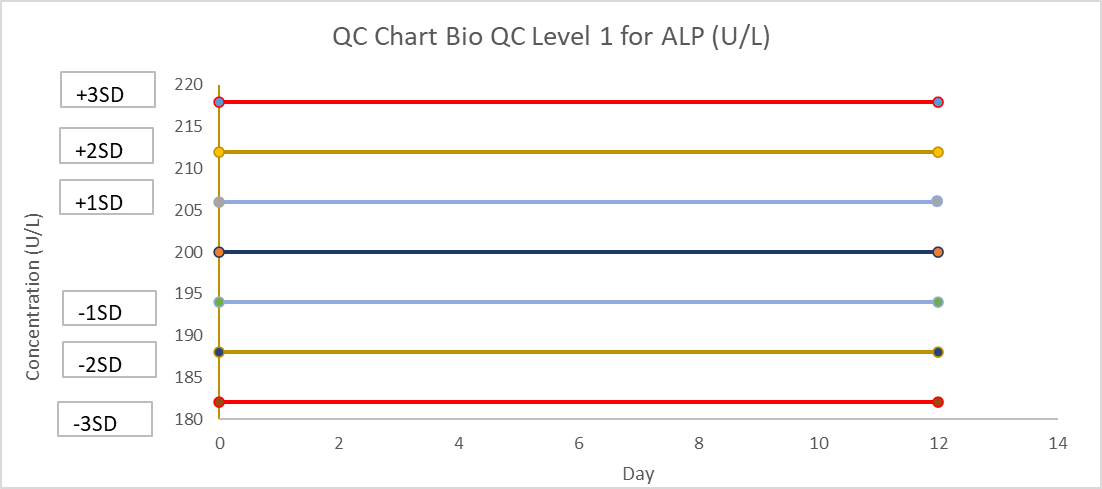 QC Chart Bio QC Level 1 for ALP (U/L)
+3SD
+2SD
+1SD
-1SD
-2SD
-3SD
Concentration (U/L)
220
215
210
205
200
195
190
185
180
0 2 4 6 8 10 12 14
Day